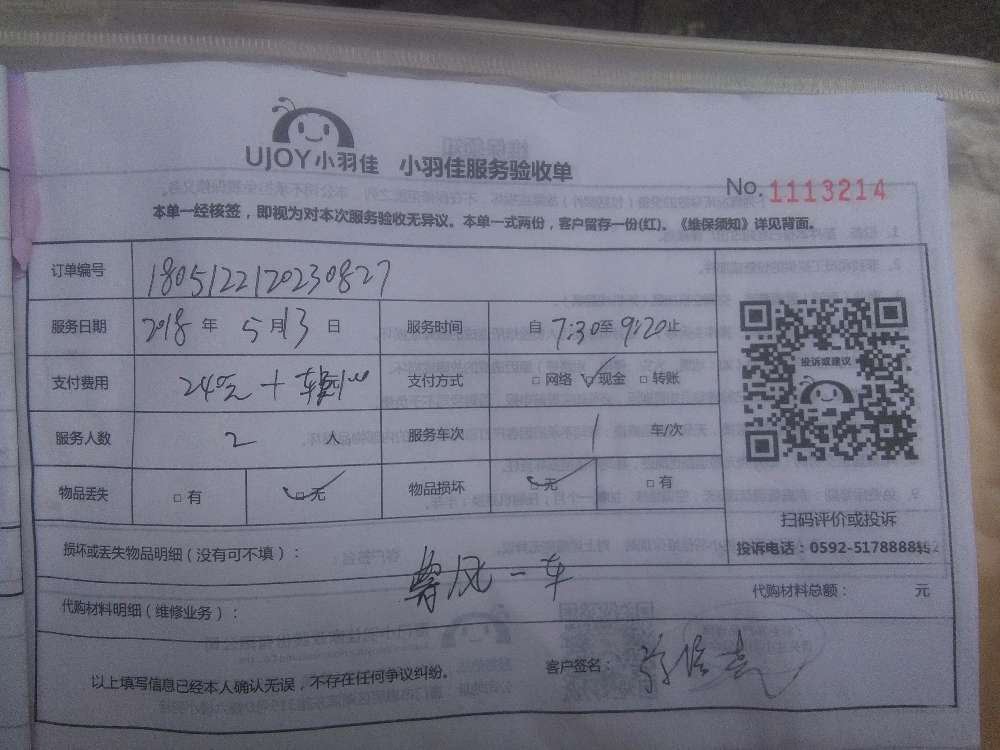 UJOY小羽佳 小羽佳服务验收单
No. 1113214
本单一经核签，即视为对本次服务验收无异议。本单一式两份，客户留存一份(红)。《维保须知》详见背面。
订单编号 1805122120230827
服务日期 2018 年 5 月 13 日 服务时间 自 7:30 至 9:20 止
支付费用 240元 + 支付方式 □ 网络 ☑ 现金 □ 转账
服务人数 2 人 服务车次 1 车/次
物品丢失 □ 有 ☑ 无 物品损坏 ☑ 无 □ 有
投诉或建议
扫码评价或投诉
投诉电话：0592-5178888转
损坏或丢失物品明细（没有可不填）：
风一车
代购材料明细（维修业务）： 代购材料总额： 元
以上填写信息已经本人确认无误，不存在任何争议纠纷。 客户签名：